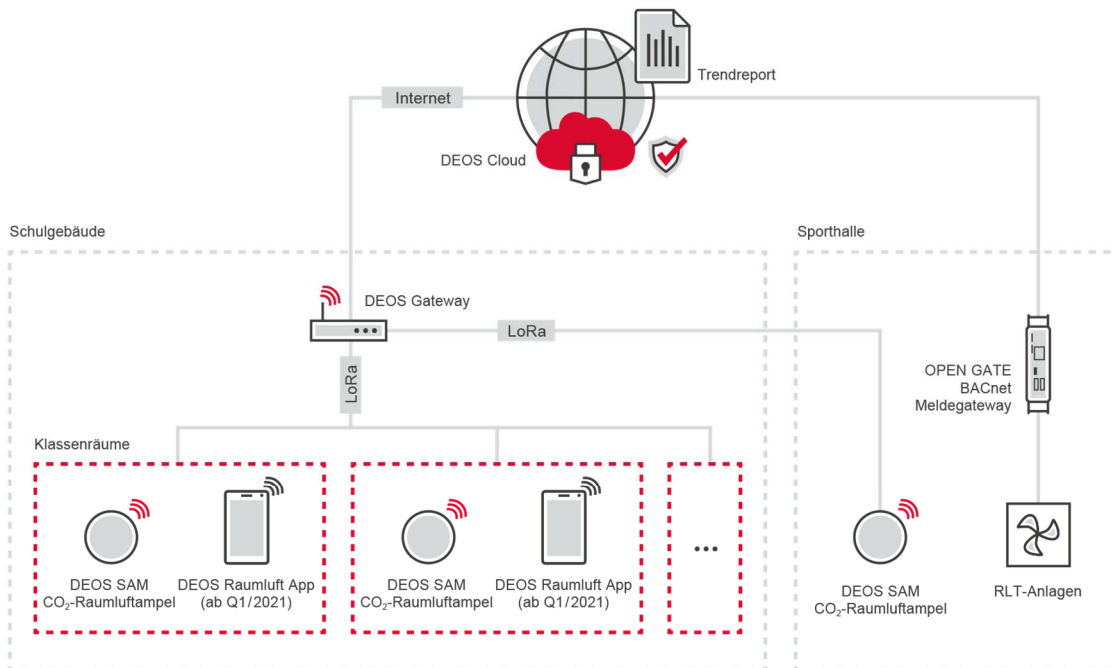 Trendreport
Internet
DEOS Cloud
Schulgebäude
Sporthalle
DEOS Gateway
LoRa
LoRa
OPEN GATE
BACnet
Meldegateway
Klassenräume
DEOS SAM
CO₂-Raumluftampel
DEOS Raumluft App
(ab Q1/2021)
DEOS SAM
CO₂-Raumluftampel
DEOS Raumluft App
(ab Q1/2021)
...
DEOS SAM
CO₂-Raumluftampel
RLT-Anlagen